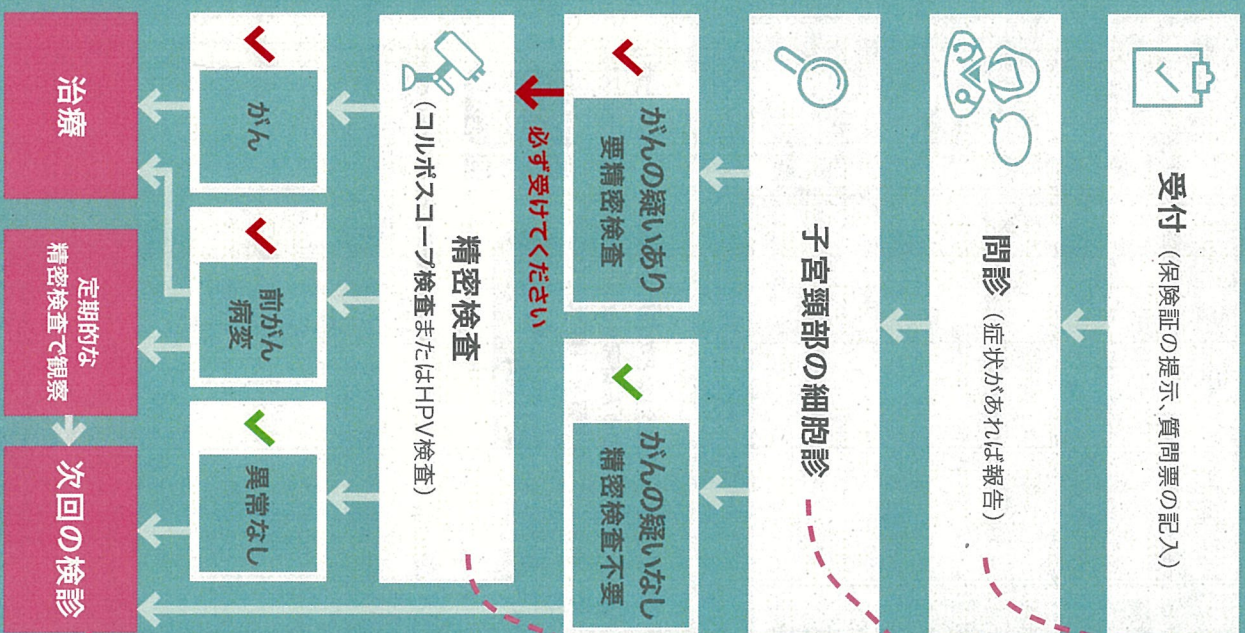 受付（保険証の提示、質問票の記入）
問診（症状があれば報告）
子宮頸部の細胞診
がんの疑いあり
要精密検査
がんの疑いなし
精密検査不要
必ず受けてください
精密検査
（コルポスコープ検査またはHPV検査）
がん
前がん
病変
異常なし
治療
定期的な
精密検査で観察
次回の検診